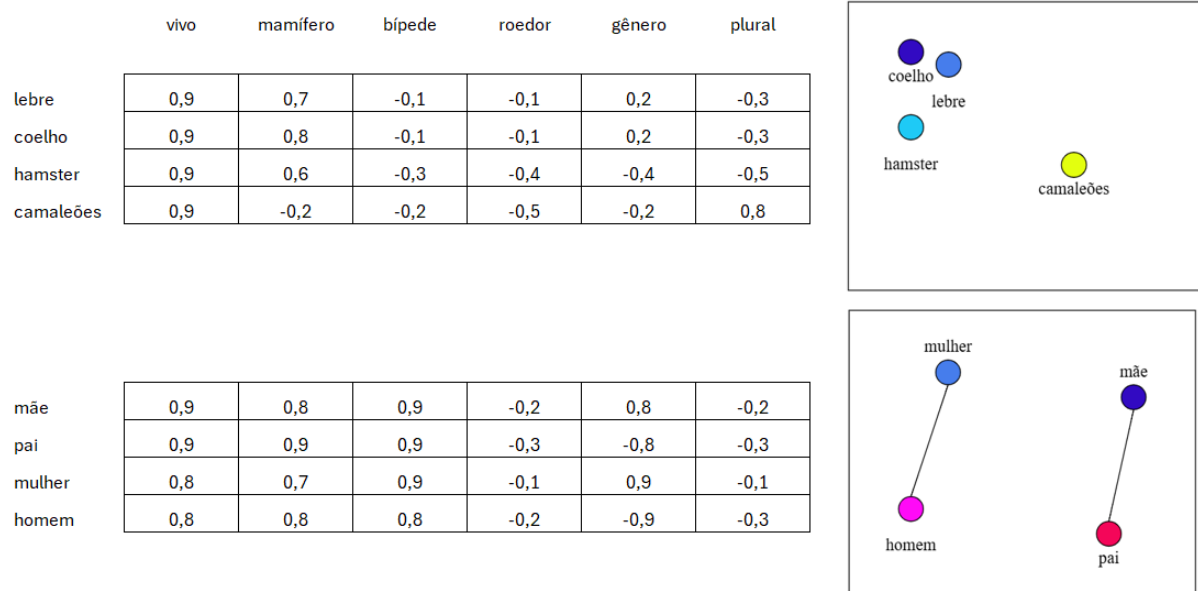 vivo mamífero bípede roedor gênero plural
lebre 0,9 0,7 -0,1 -0,1 0,2 -0,3
coelho 0,9 0,8 -0,1 -0,1 0,2 -0,3
hamster 0,9 0,6 -0,3 -0,4 -0,4 -0,5
camaleões 0,9 -0,2 -0,2 -0,5 -0,2 0,8
coelho
lebre
hamster
camaleões
mãe 0,9 0,8 0,9 -0,2 0,8 -0,2
pai 0,9 0,9 0,9 -0,3 -0,8 -0,3
mulher 0,8 0,7 0,9 -0,1 0,9 -0,1
homem 0,8 0,8 0,8 -0,2 -0,9 -0,3
mulher
mãe
homem
pai